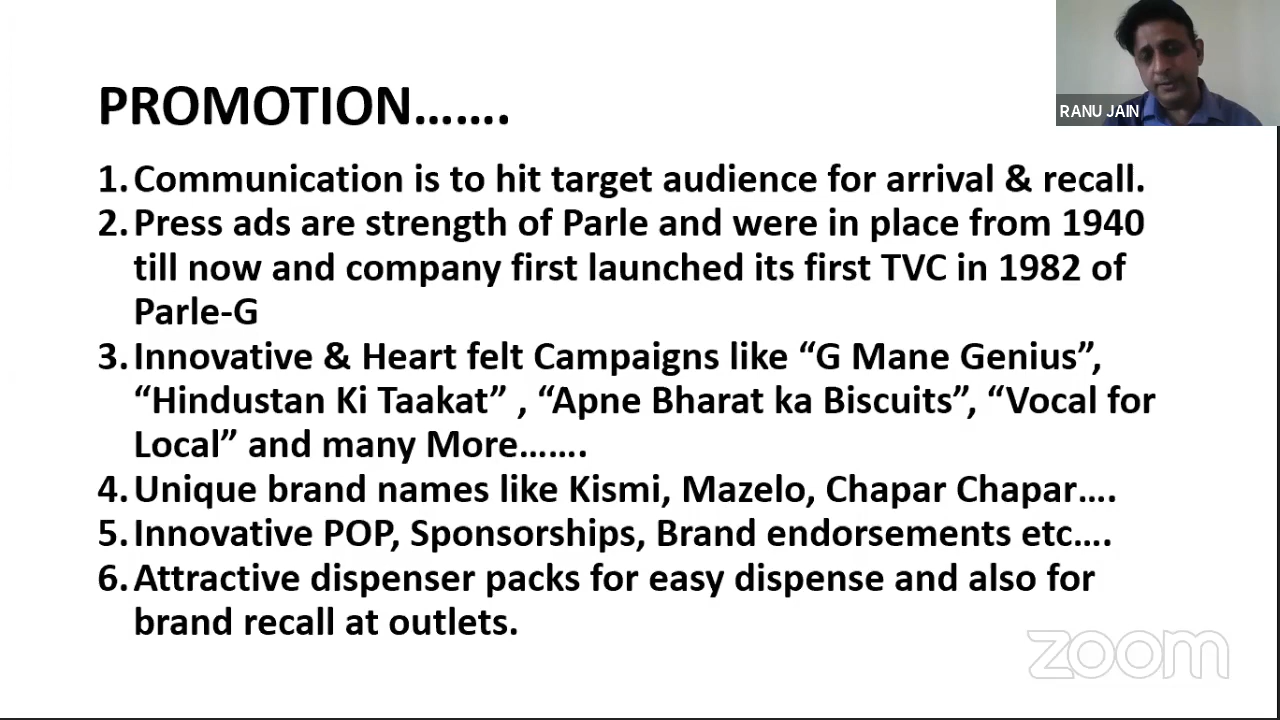 PROMOTION.......
RANU JAIN
1. Communication is to hit target audience for arrival & recall.
2. Press ads are strength of Parle and were in place from 1940
till now and company first launched its first TVC in 1982 of
Parle-G
3. Innovative & Heart felt Campaigns like “G Mane Genius”,
“Hindustan Ki Taakat” , “Apne Bharat ka Biscuits”, “Vocal for
Local” and many More…….
4. Unique brand names like Kismi, Mazelo, Chapar Chapar….
5. Innovative POP, Sponsorships, Brand endorsements etc….
6. Attractive dispenser packs for easy dispense and also for
brand recall at outlets.
zoom